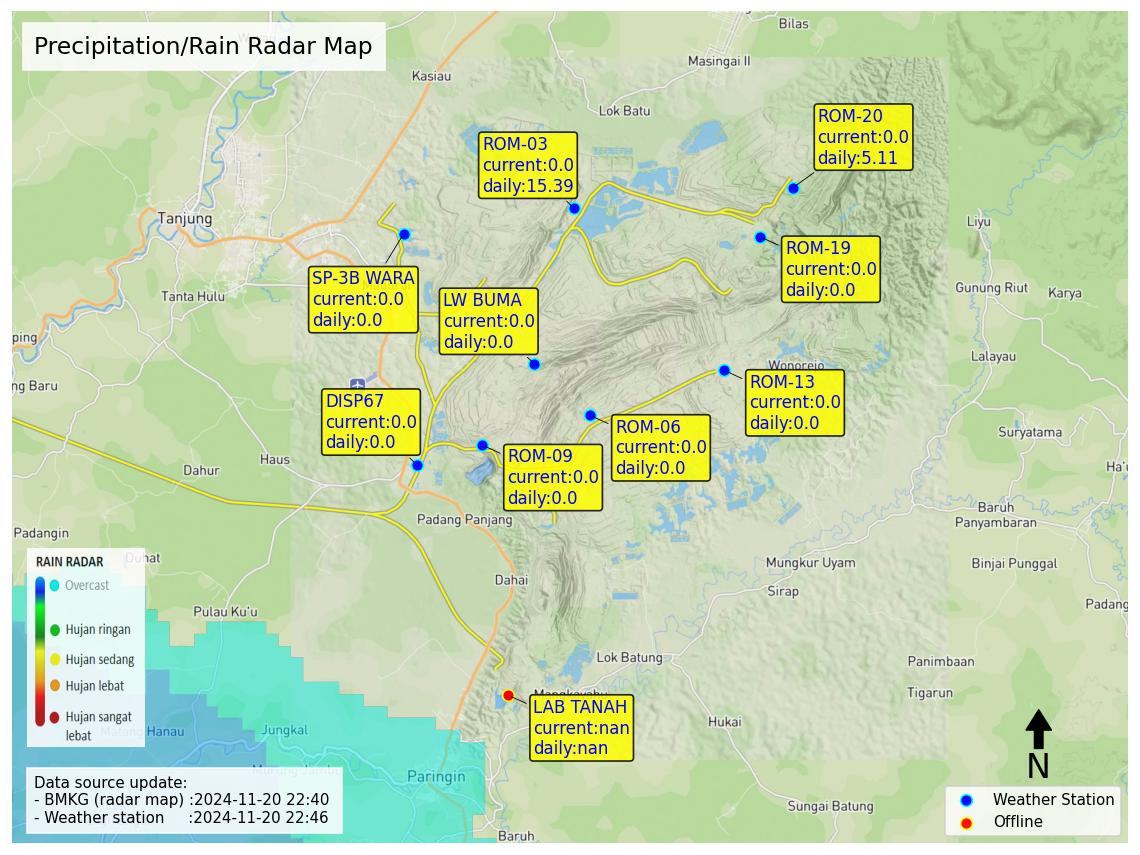 Precipitation/Rain Radar Map
Bilas
Masingai II
Kasiau
Lok Batu
ROM-20
current:0.0
daily:5.11
ROM-03
current:0.0
daily:15.39
Tanjung
Liyu
ROM-19
current:0.0
daily:0.0
SP-3B WARA
current:0.0
daily:0.0
LW BUMA
current:0.0
daily:0.0
Tanta Hulu
Gunung Riut
Karya
ping
Lalayau
Wonorejo
ng Baru
ROM-13
current:0.0
daily:0.0
DISP67
current:0.0
daily:0.0
ROM-06
current:0.0
daily:0.0
Suryatama
ROM-09
current:0.0
daily:0.0
Haus
Dahur
Ha'u
Baruh
Panyambaran
Padang Panjang
Padangin
Duhat
Mungkur Uyam
Binjai Punggal
Dahai
Sirap
Padang
Pulau Ku'u
RAIN RADAR
Overcast
Hujan ringan
Hujan sedang
Hujan lebat
Hujan sangat
lebat
Lok Batung
Panimbaan
Tigarun
Mangkayahu
LAB TANAH
current:nan
daily:nan
Hukai
Matang Hanau
Jungkal
Murung Jambu
Paringin
N
Data source update:
- BMKG (radar map) :2024-11-20 22:40
- Weather station :2024-11-20 22:46
Sungai Batung
Baruh
Weather Station
Offline